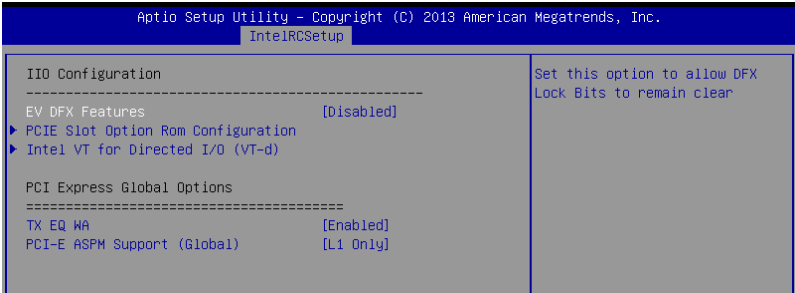 Aptio Setup Utility – Copyright (C) 2013 American Megatrends, Inc.
IntelRCSetup
IIO Configuration
--------------------------------------------------
EV DFX Features [Disabled]
PCIE Slot Option Rom Configuration
Intel VT for Directed I/O (VT-d)
PCI Express Global Options
========================================
TX EQ WA [Enabled]
PCI-E ASPM Support (Global) [L1 Only]
Set this option to allow DFX
Lock Bits to remain clear